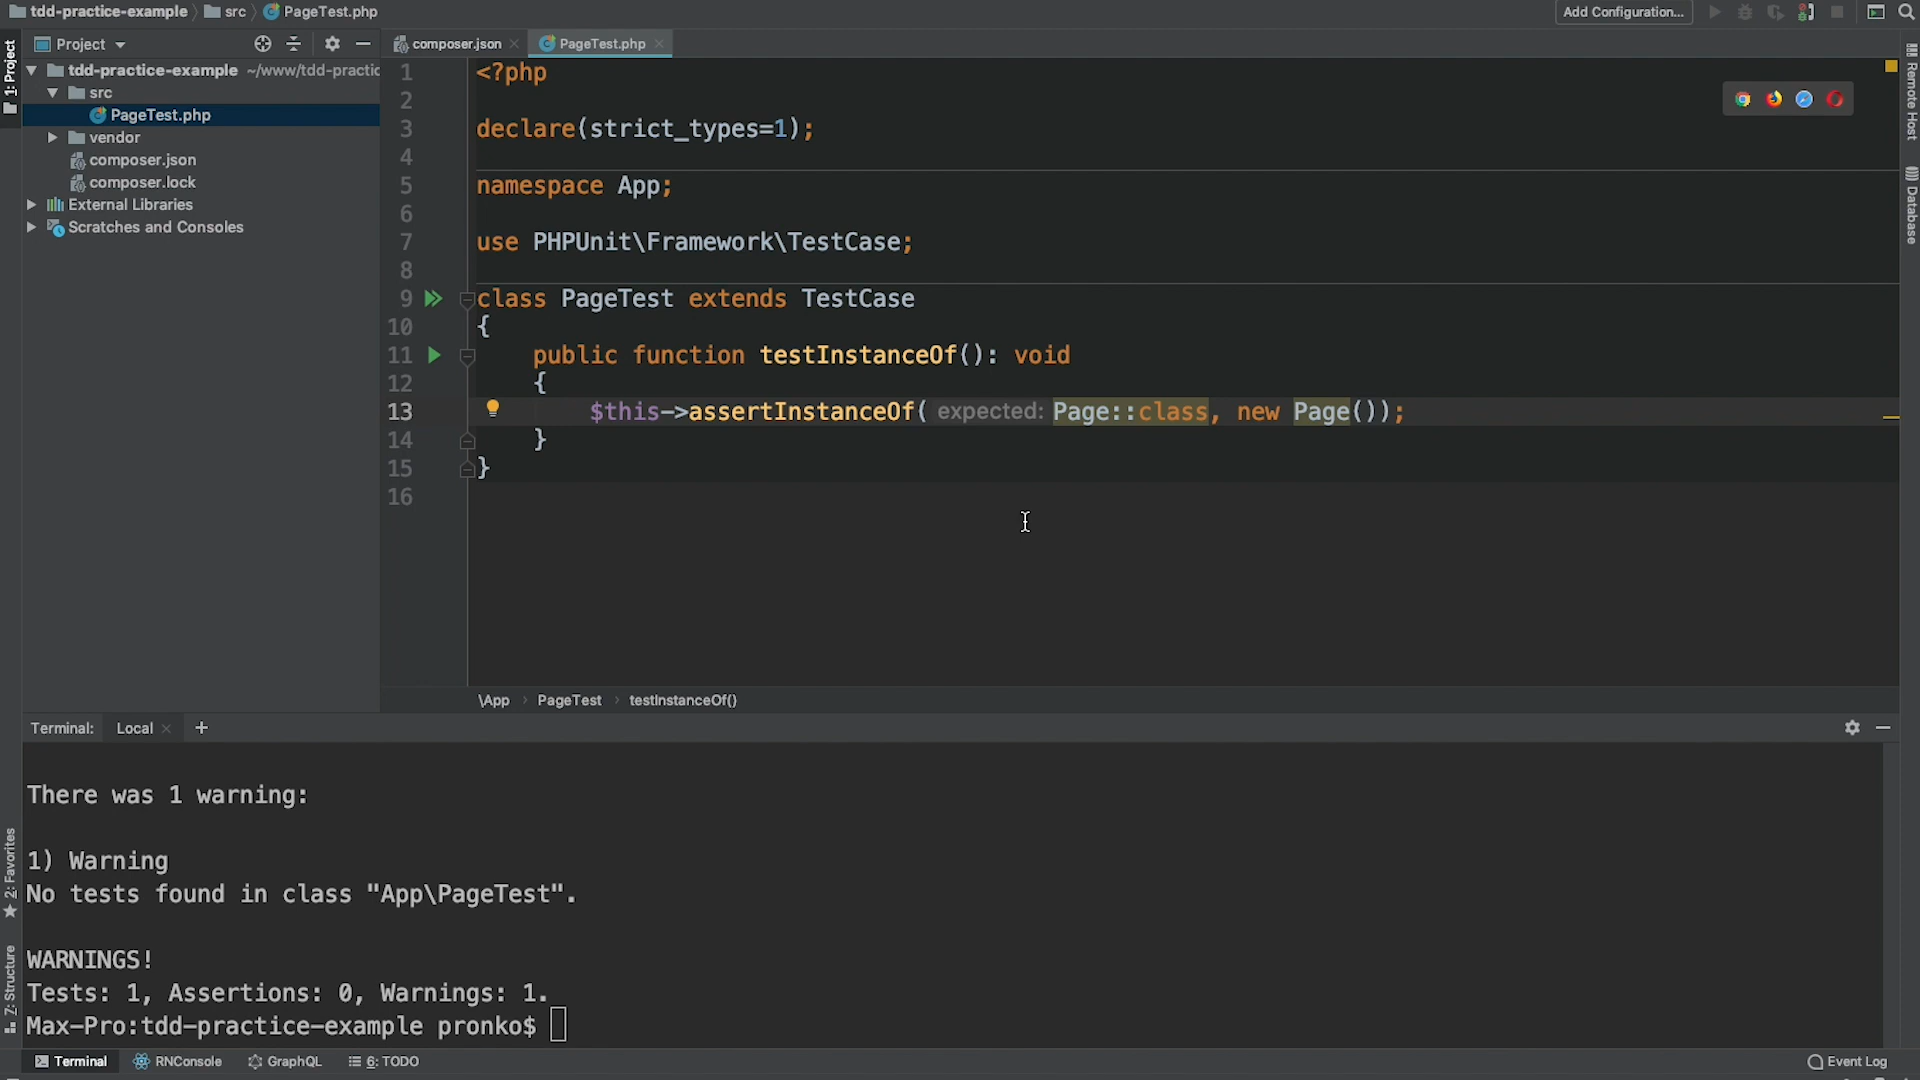 tdd-practice-example
src
PageTest.php
Add Configuration...
Project
composer.json
PageTest.php
1: Project
tdd-practice-example ~/www/tdd-practic
src
PageTest.php
vendor
composer.json
composer.lock
External Libraries
Scratches and Consoles
1 <?php
2
3 declare(strict_types=1);
4
5 namespace App;
6
7 use PHPUnit\Framework\TestCase;
8
9 class PageTest extends TestCase
10 {
11 public function testInstanceOf(): void
12 {
13 $this->assertInstanceOf( expected: Page::class, new Page());
14 }
15 }
16
\App
PageTest
testInstanceOf()
Remote Host
Database
Terminal:
Local
+
There was 1 warning:
1) Warning
No tests found in class "App\PageTest".
WARNINGS!
Tests: 1, Assertions: 0, Warnings: 1.
Max-Pro:tdd-practice-example pronko$
2: Favorites
Z: Structure
Terminal
RNConsole
GraphQL
6: TODO
Event Log